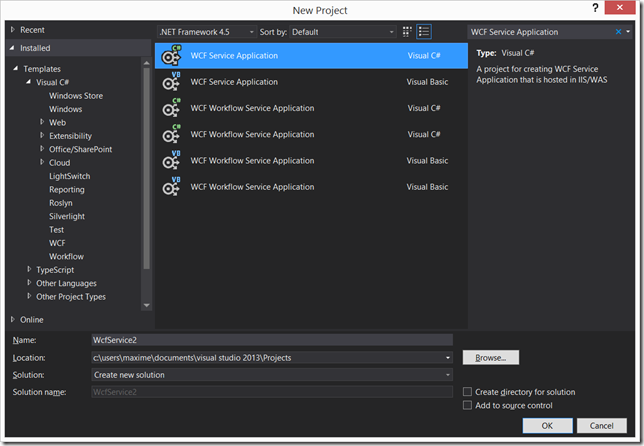 New Project
?
Recent
Installed
Templates
Visual C#
Windows Store
Windows
Web
Extensibility
Office/SharePoint
Cloud
LightSwitch
Reporting
Roslyn
Silverlight
Test
WCF
Workflow
TypeScript
Other Languages
Other Project Types
Online
.NET Framework 4.5 Sort by: Default
C# WCF Service Application Visual C#
VB WCF Service Application Visual Basic
C# WCF Workflow Service Application Visual C#
C# WCF Workflow Service Application Visual C#
VB WCF Workflow Service Application Visual Basic
VB WCF Workflow Service Application Visual Basic
WCF Service Application
Type: Visual C#
A project for creating WCF Service
Application that is hosted in IIS/WAS
Name: WcfService2
Location: c:\users\maxime\documents\visual studio 2013\Projects
Browse...
Solution: Create new solution
Solution name: WcfService2
Create directory for solution
Add to source control
OK Cancel